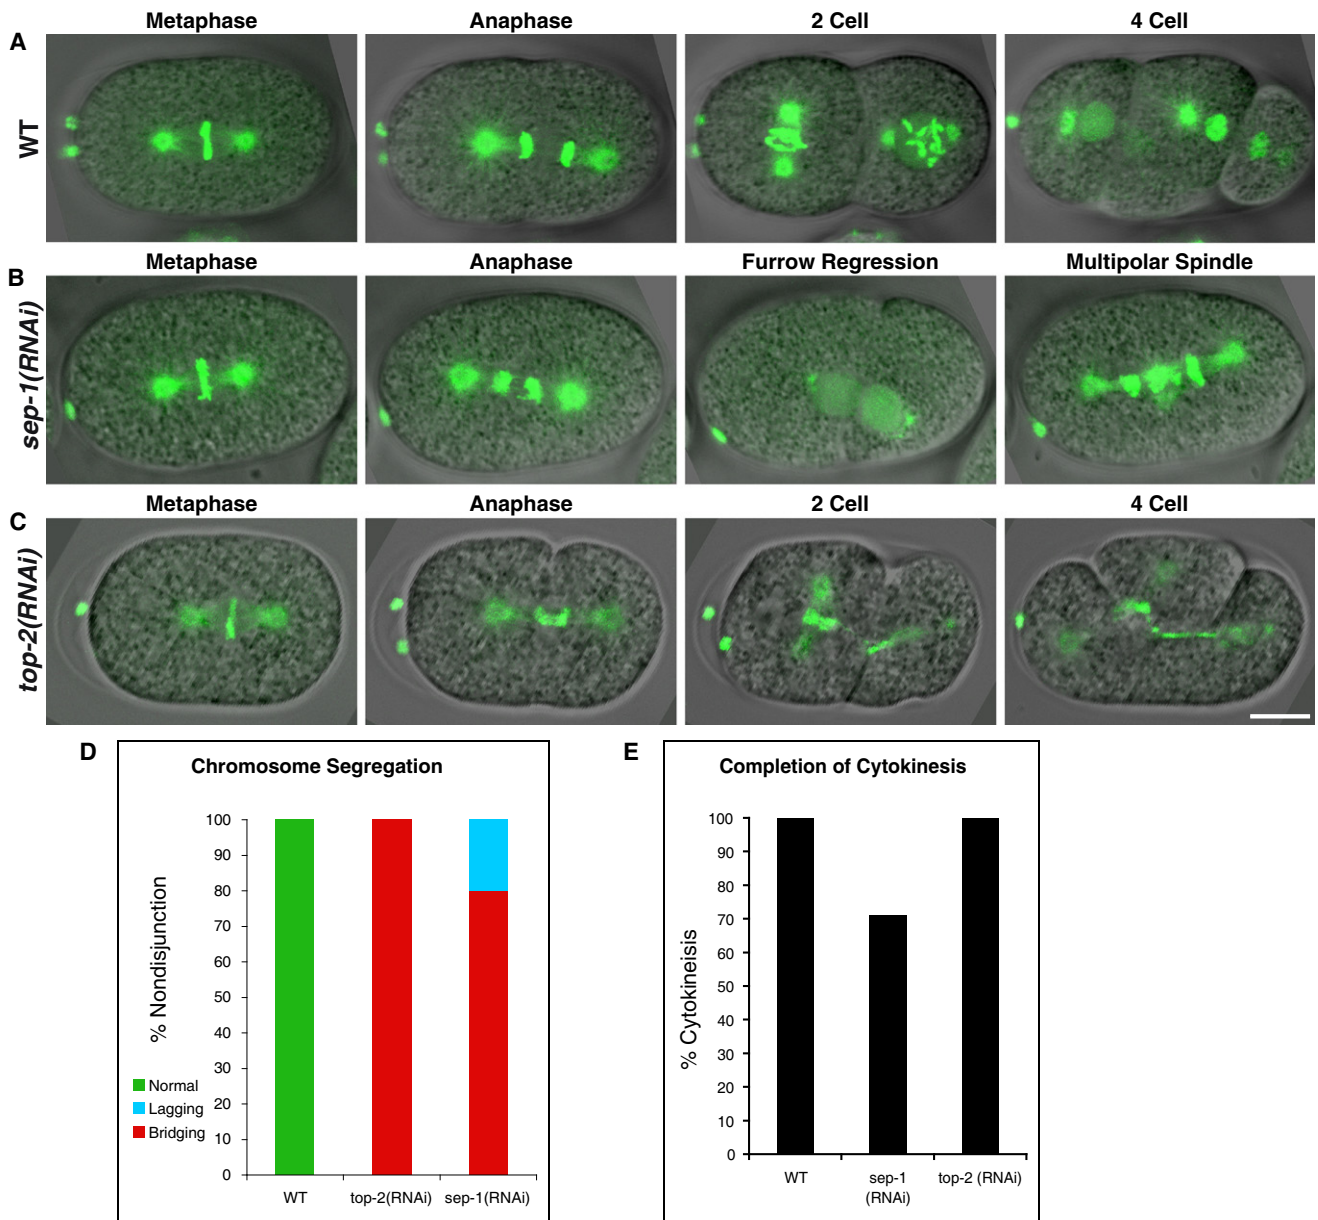 A
Metaphase
Anaphase
2 Cell
4 Cell
WT
B
Metaphase
Anaphase
Furrow Regression
Multipolar Spindle
sep-1(RNAi)
C
Metaphase
Anaphase
2 Cell
4 Cell
top-2(RNAi)
D
Chromosome Segregation
% Nondisjunction
100
90
80
70
60
50
40
30
20
10
0
Normal
Lagging
Bridging
WT
top-2(RNAi)
sep-1(RNAi)
E
Completion of Cytokinesis
% Cytokineisis
100
90
80
70
60
50
40
30
20
10
0
WT
sep-1
(RNAi)
top-2 (RNAi)